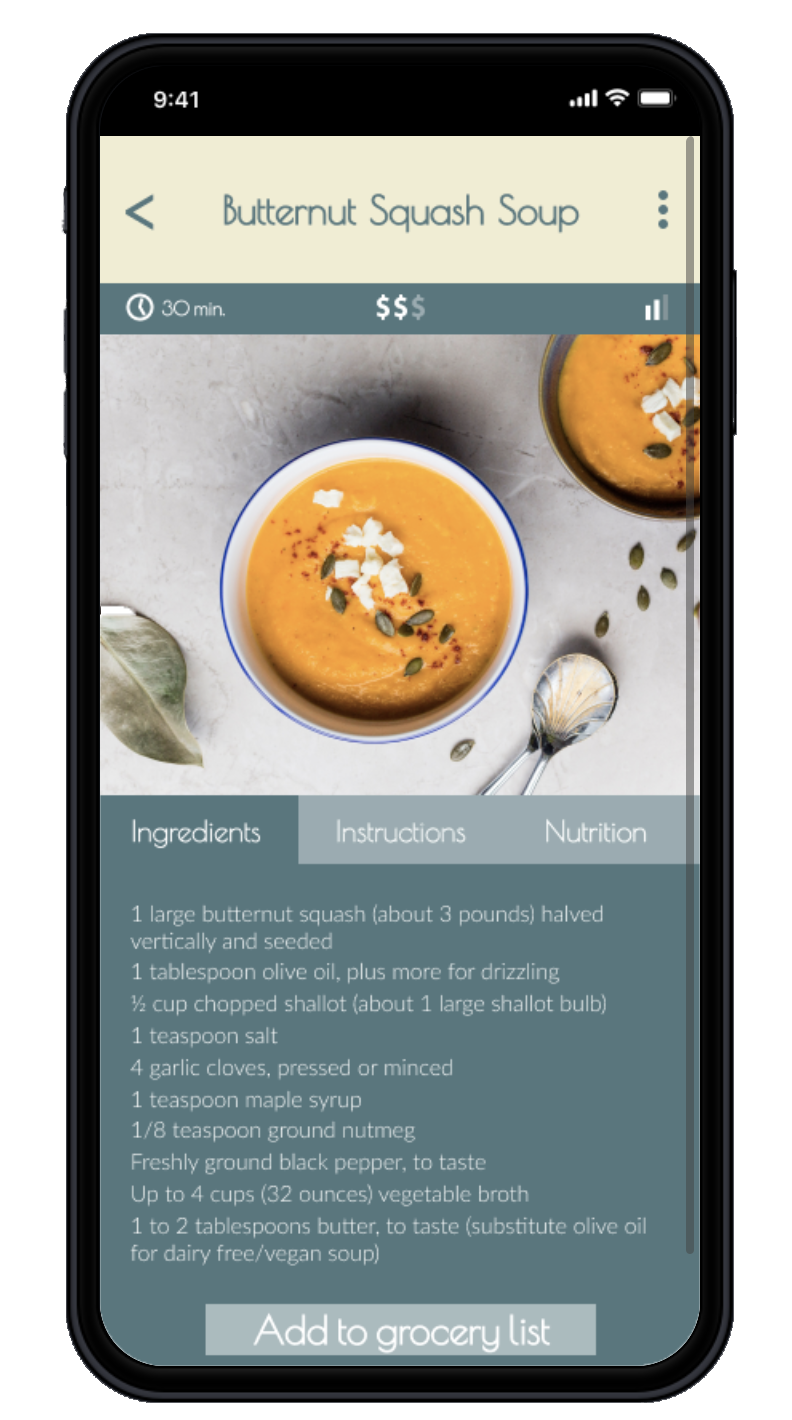 9:41
<
Butternut Squash Soup
30 min.
$$$
Ingredients
Instructions
Nutrition
1 large butternut squash (about 3 pounds) halved
vertically and seeded
1 tablespoon olive oil, plus more for drizzling
½ cup chopped shallot (about 1 large shallot bulb)
1 teaspoon salt
4 garlic cloves, pressed or minced
1 teaspoon maple syrup
1/8 teaspoon ground nutmeg
Freshly ground black pepper, to taste
Up to 4 cups (32 ounces) vegetable broth
1 to 2 tablespoons butter, to taste (substitute olive oil
for dairy free/vegan soup)
Add to grocery list